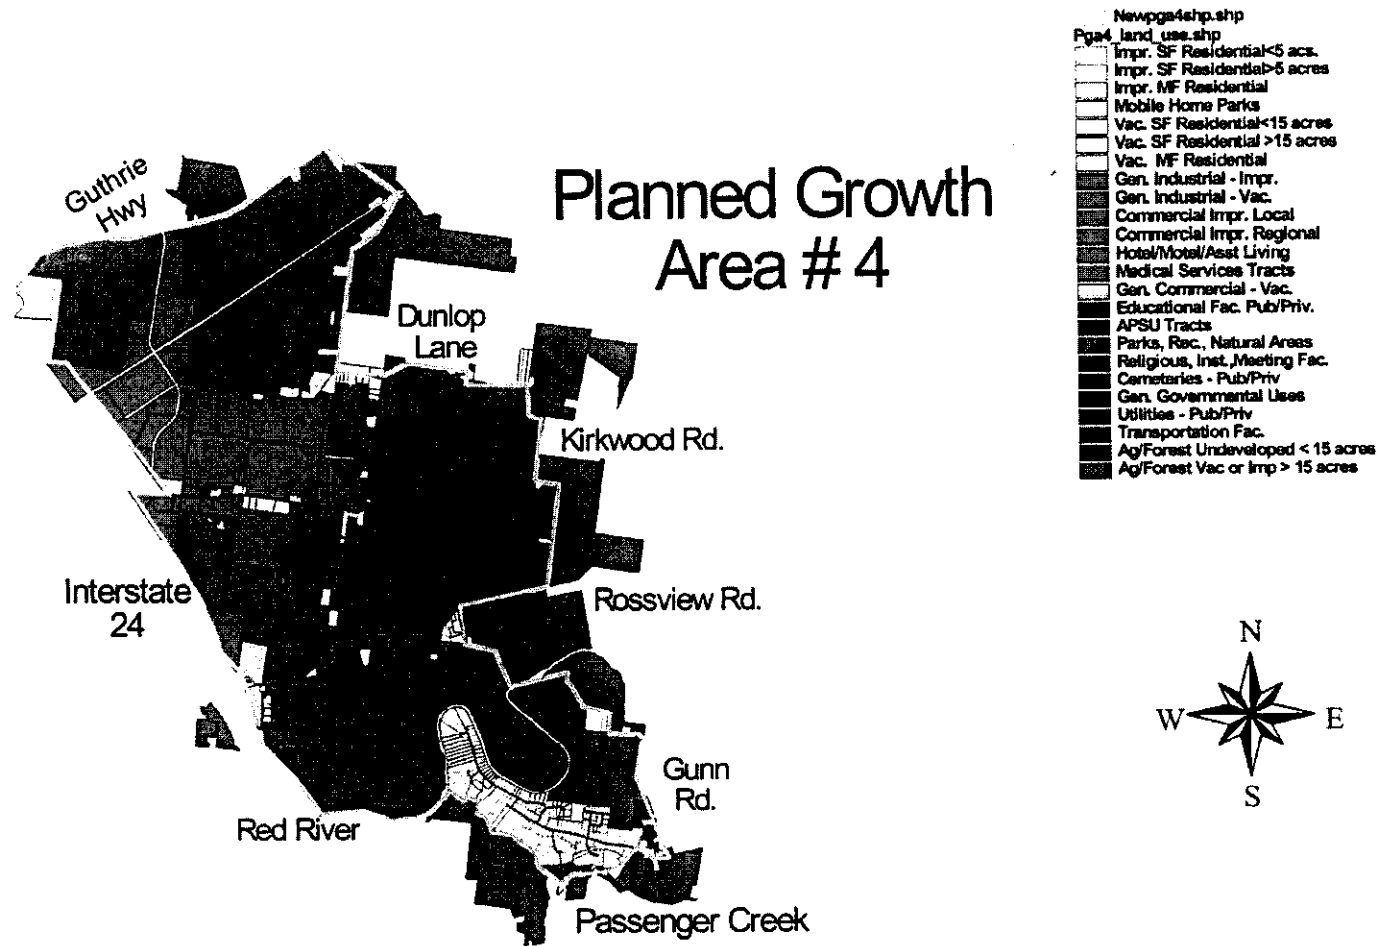 Newpga4shp.shp
Pga4_land_use.shp
Impr. SF Residential<5 acs.
Impr. SF Residential>5 acres
Impr. MF Residential
Mobile Home Parks
Vac. SF Residential<15 acres
Vac. SF Residential >15 acres
Vac. MF Residential
Gen. Industrial - Impr.
Gen. Industrial - Vac.
Commercial Impr. Local
Commercial Impr. Regional
Hotel/Motel/Asst Living
Medical Services Tracts
Gen. Commercial - Vac.
Educational Fac. Pub/Priv.
APSU Tracts
Parks, Rec., Natural Areas
Religious, Inst.,Meeting Fac.
Cemeteries - Pub/Priv
Gen. Governmental Uses
Utilities - Pub/Priv
Transportation Fac.
Ag/Forest Undeveloped < 15 acres
Ag/Forest Vac or Imp > 15 acres
Planned Growth
Area # 4
Guthrie
Hwy
Dunlop
Lane
Kirkwood Rd.
Interstate
24
Rossview Rd.
Gunn
Rd.
Red River
Passenger Creek
N
W
E
S